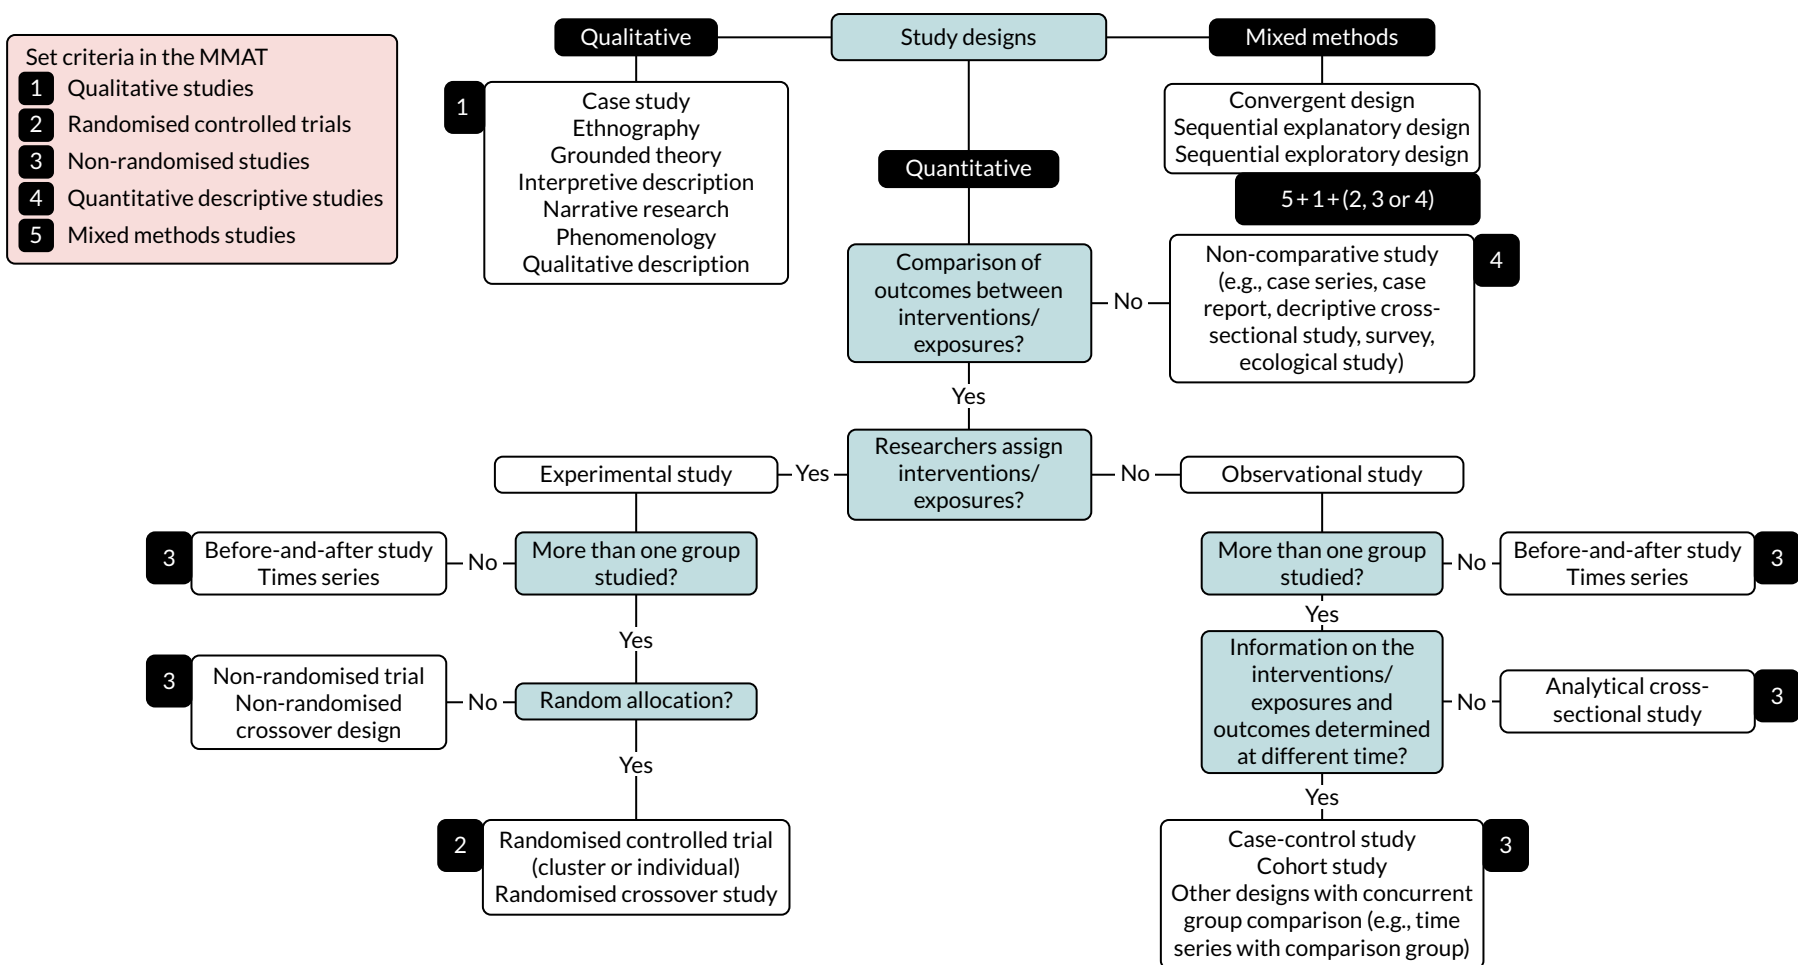 Set criteria in the MMAT
1 Qualitative studies
2 Randomised controlled trials
3 Non-randomised studies
4 Quantitative descriptive studies
5 Mixed methods studies
Qualitative
Study designs
Mixed methods
1
Case study
Ethnography
Grounded theory
Interpretive description
Narrative research
Phenomenology
Qualitative description
Quantitative
Convergent design
Sequential explanatory design
Sequential exploratory design
5+1+(2, 3 or 4)
Comparison of
outcomes between
interventions/
exposures?
No
Non-comparative study
(e.g., case series, case
report, decriptive cross-
sectional study, survey,
ecological study)
4
Yes
Researchers assign
interventions/
exposures?
Yes
Experimental study
No
Observational study
3
Before-and-after study
Times series
No
More than one group
studied?
Yes
3
Non-randomised trial
Non-randomised
crossover design
No
Random allocation?
Yes
2
Randomised controlled trial
(cluster or individual)
Randomised crossover study
More than one group
studied?
No
Before-and-after study
Times series
3
Yes
Information on the
interventions/
exposures and
outcomes determined
at different time?
No
Analytical cross-
sectional study
3
Yes
Case-control study
Cohort study
Other designs with concurrent
group comparison (e.g., time
series with comparison group)
3